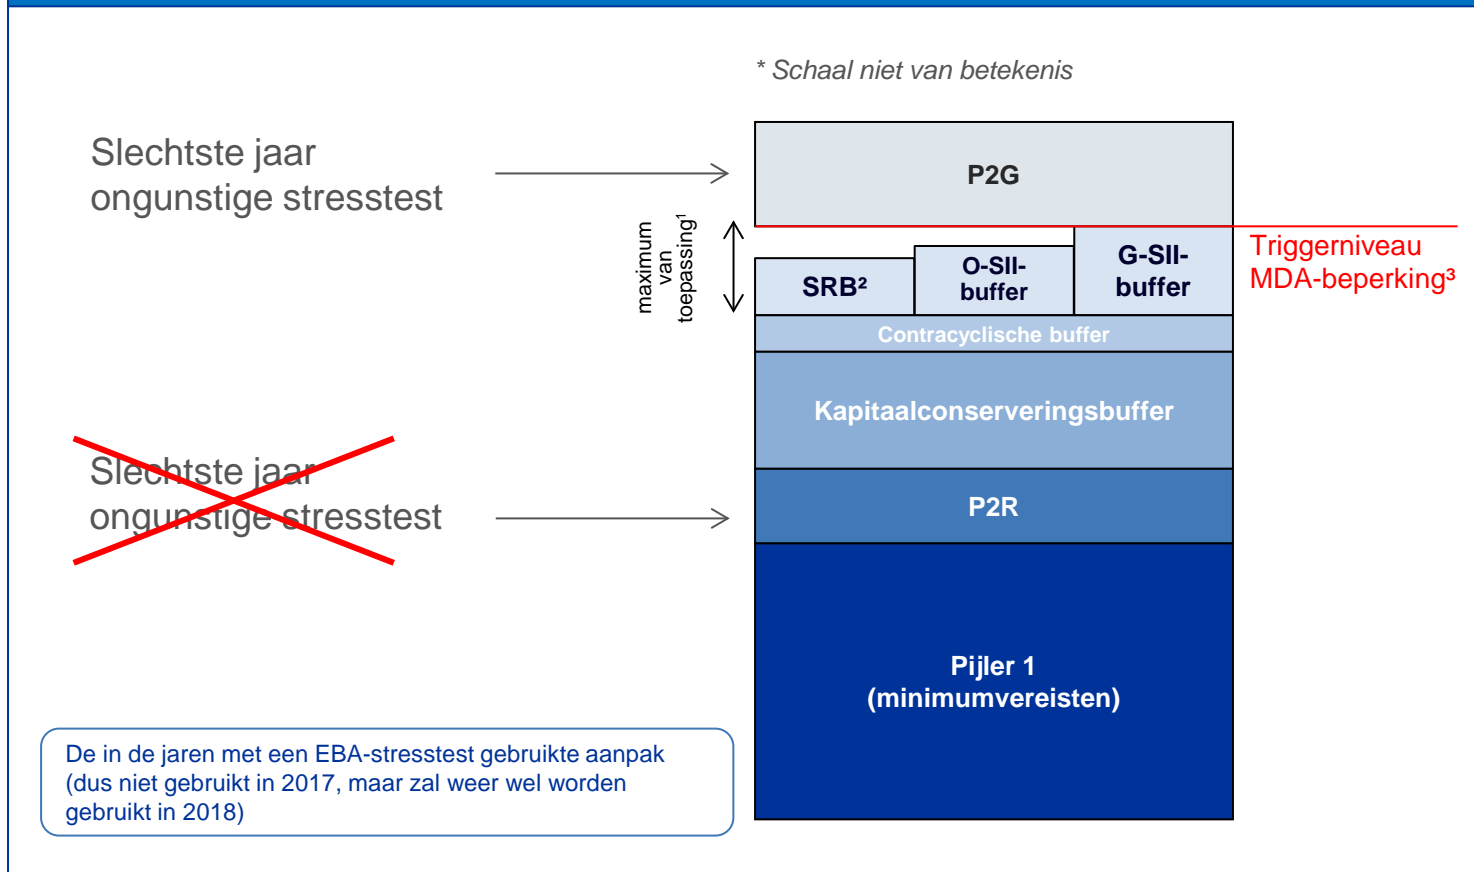 * Schaal niet van betekenis
Slechtste jaar
ongunstige stresstest
P2G
maximum
van
toepassing¹
Triggerniveau
MDA-beperking³
SRB²
O-SII-
buffer
G-SII-
buffer
Contracyclische buffer
Kapitaalconserveringsbuffer
Slechtste jaar
ongunstige stresstest
P2R
Pijler 1
(minimumvereisten)
De in de jaren met een EBA-stresstest gebruikte aanpak
(dus niet gebruikt in 2017, maar zal weer wel worden
gebruikt in 2018)